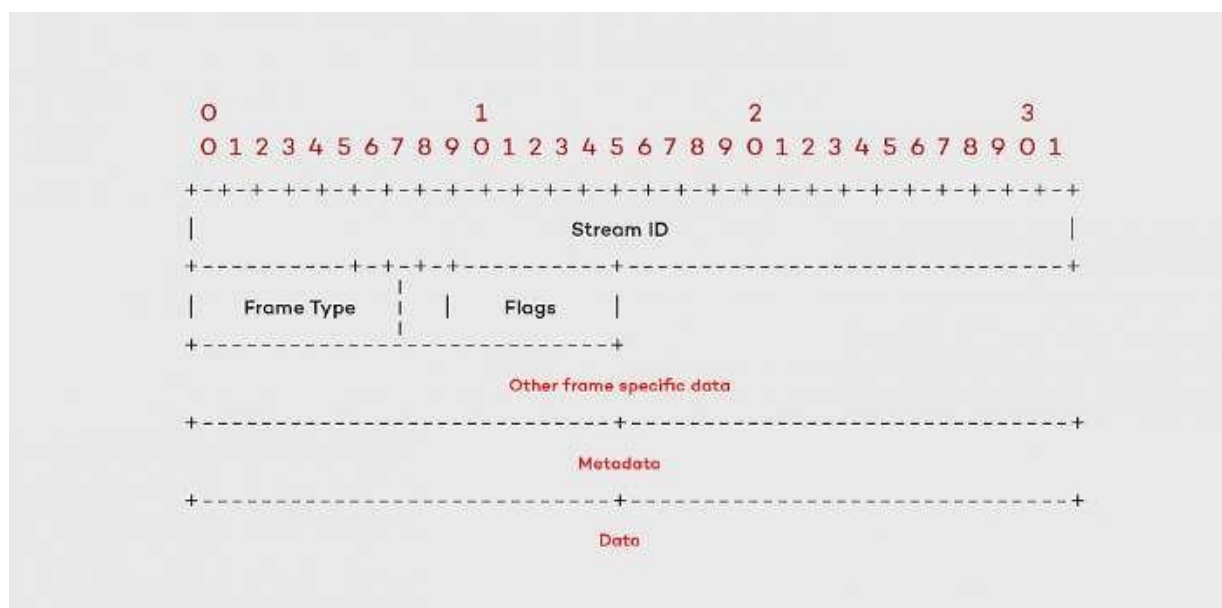 0 1 2 3
0 1 2 3 4 5 6 7 8 9 0 1 2 3 4 5 6 7 8 9 0 1 2 3 4 5 6 7 8 9 0 1
+-+-+-+-+-+-+-+-+-+-+-+-+-+-+-+-+-+-+-+-+-+-+-+-+-+-+-+
| Stream ID |
+----------+-+-+-+----------+----------------------------+
| Frame Type | | Flags |
+--------------------------+
Other frame specific data
+--------------------------+----------------------------+
Metadada
+--------------------------+----------------------------+
Data